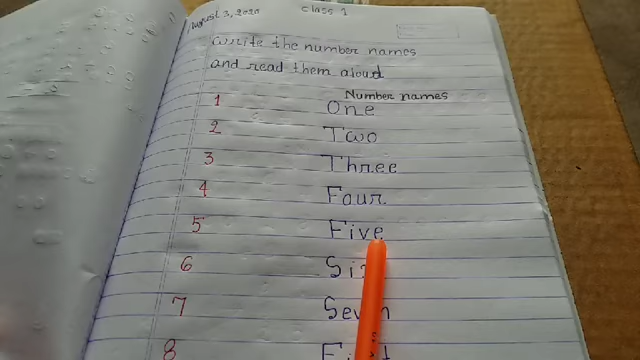 August 3, 2020 Class 1
Write the number names
and read them aloud
Number names
1 One
2 Two
3 Three
4 Four
5 Five
6
7 Seven
8